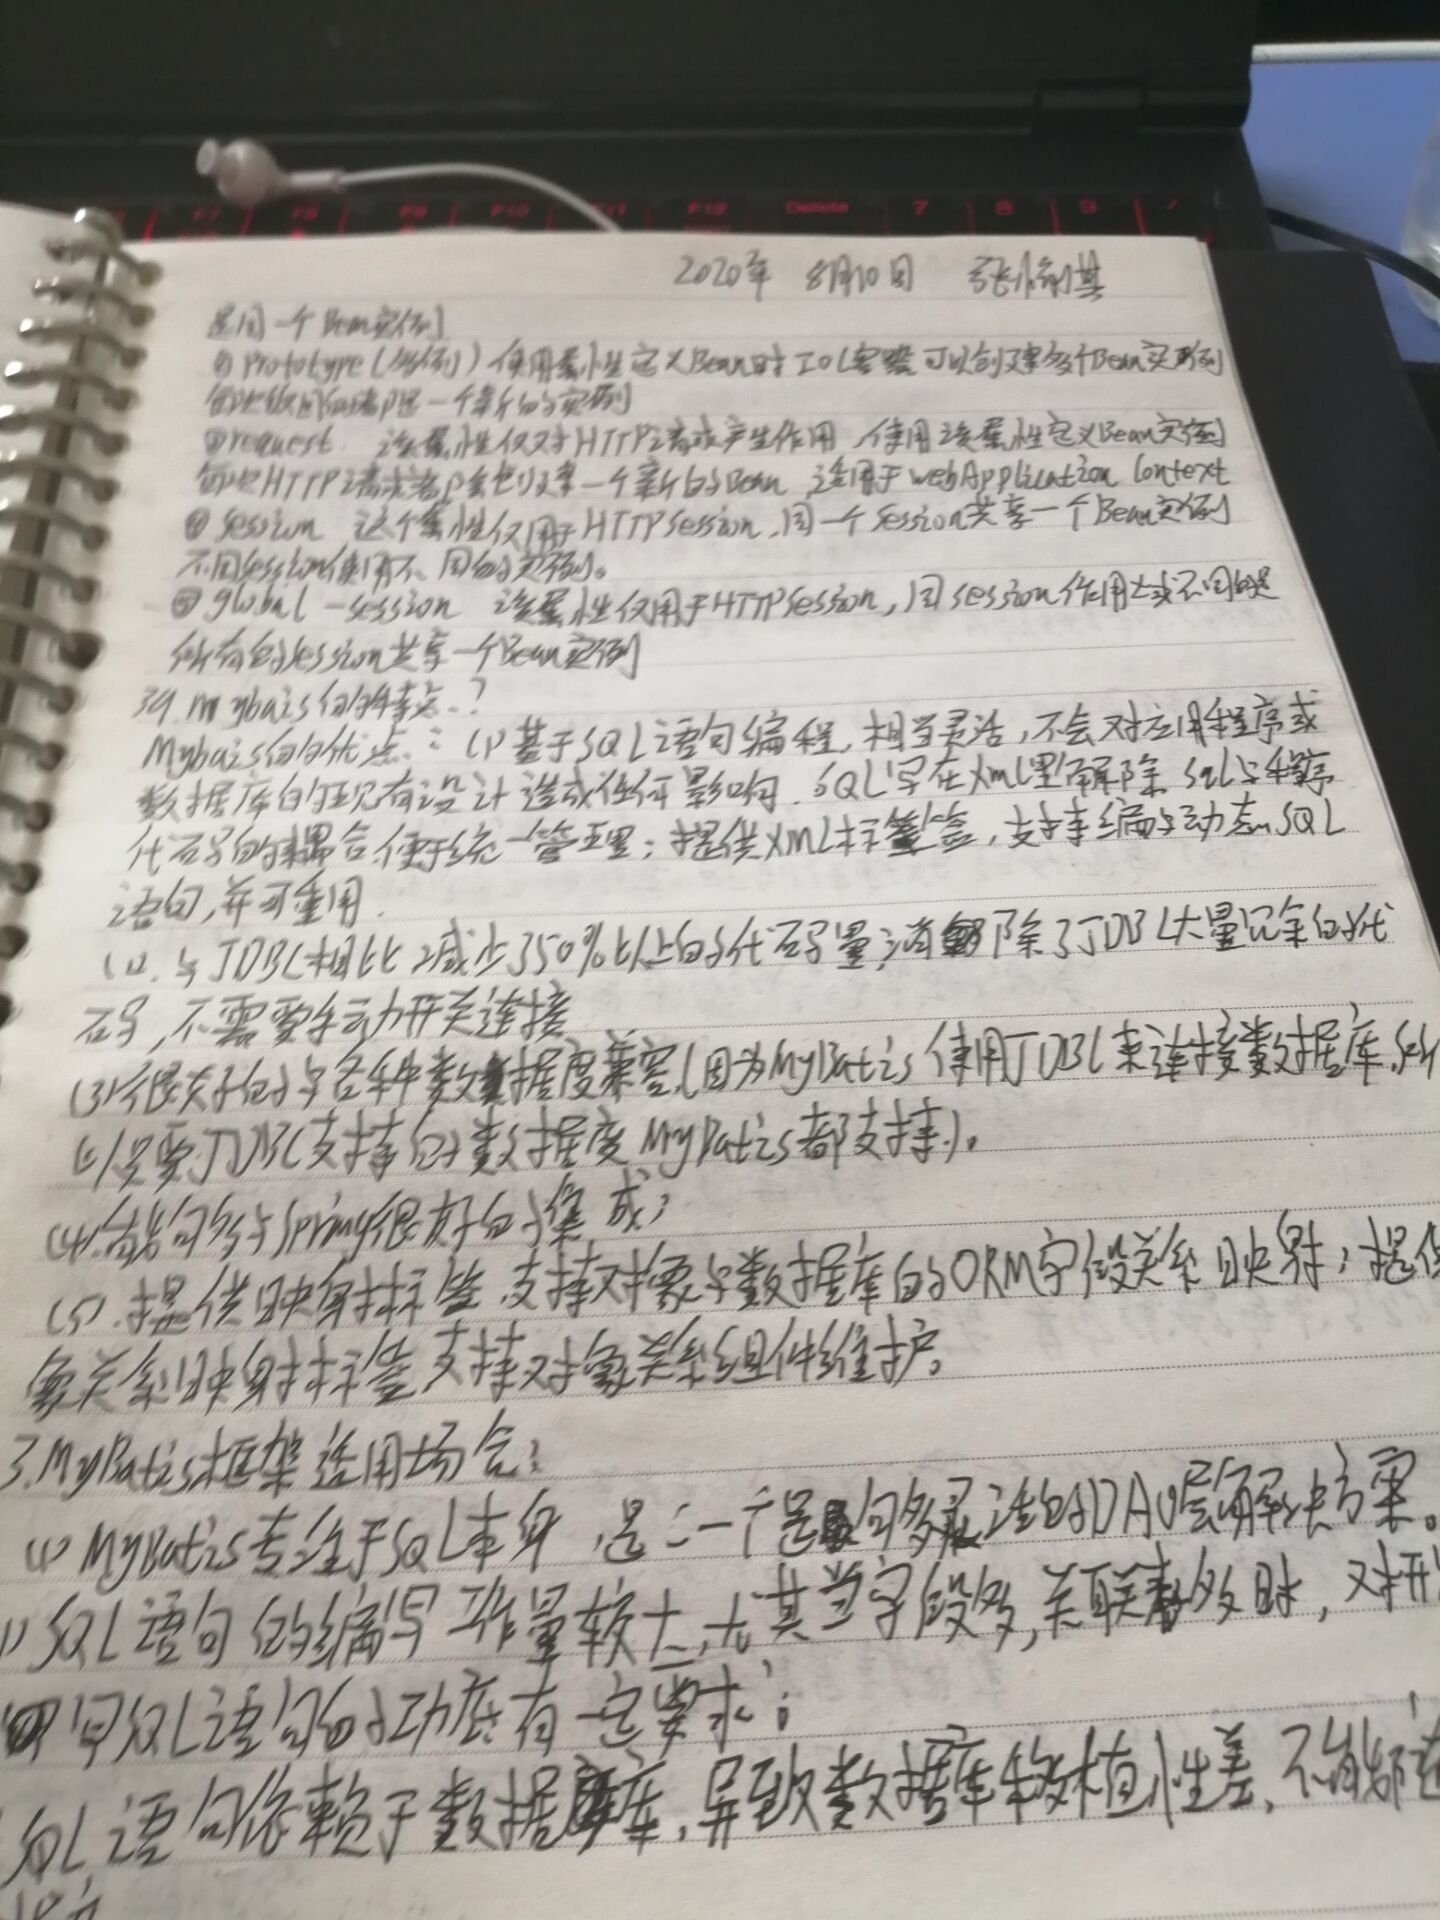 F7 F8 F9 F10 F11 F12 Delete 7 8 9
2020年 8月10日
是同一个Bean实例
prototype(多例) 使用属性定义Bean时IOC容器可以创建多个Bean实例
每次返回的都是一个新的实例
③request 该属性仅对HTTP请求产生作用,使用该属性定义Bean实例
每次HTTP请求都会创建一个新的Bean,适用于WebApplication Context
④session 这个属性仅用于HTTPSession,同一个Session共享一个Bean实例
不同Session使用不同的实例。
⑤global-session 该属性仅用于HTTPSession,同session作用域不同的是
所有的session共享一个Bean实例
39.Mybais的特点?
Mybais的优点:(1)基于SQL语句编程,相当灵活,不会对应用程序或
数据库的现有设计造成任何影响.SQL写在xml里,解除SQL与程序
代码的耦合,便于统一管理;提供XML标签,支持编写动态SQL
语句,并可重用.
(2).与JDBC相比,减少了50%以上的代码量;消除了JDBC大量冗余的代
码,不需要手动开关连接
(3)很好的与各种数据库兼容,(因为MyBatis使用JDBC来连接数据库,所
以只要JDBC支持的数据库MyBatis都支持).
(4).能够与Spring很好的集成;
(5).提供映射标签,支持对象与数据库的ORM字段关系映射;提供
象关系映射标签,支持对象关系组件维护。
3.MyBatis框架适用场合:
(1)MyBatis专注于SQL本身,是一个足够灵活的DAO层解决方案。
SQL语句的编写工作量较大,尤其当字段多,关联表多时,对开
写SQL语句的功底有一定要求;
SQL语句依赖于数据库,导致数据库移植性差,不能